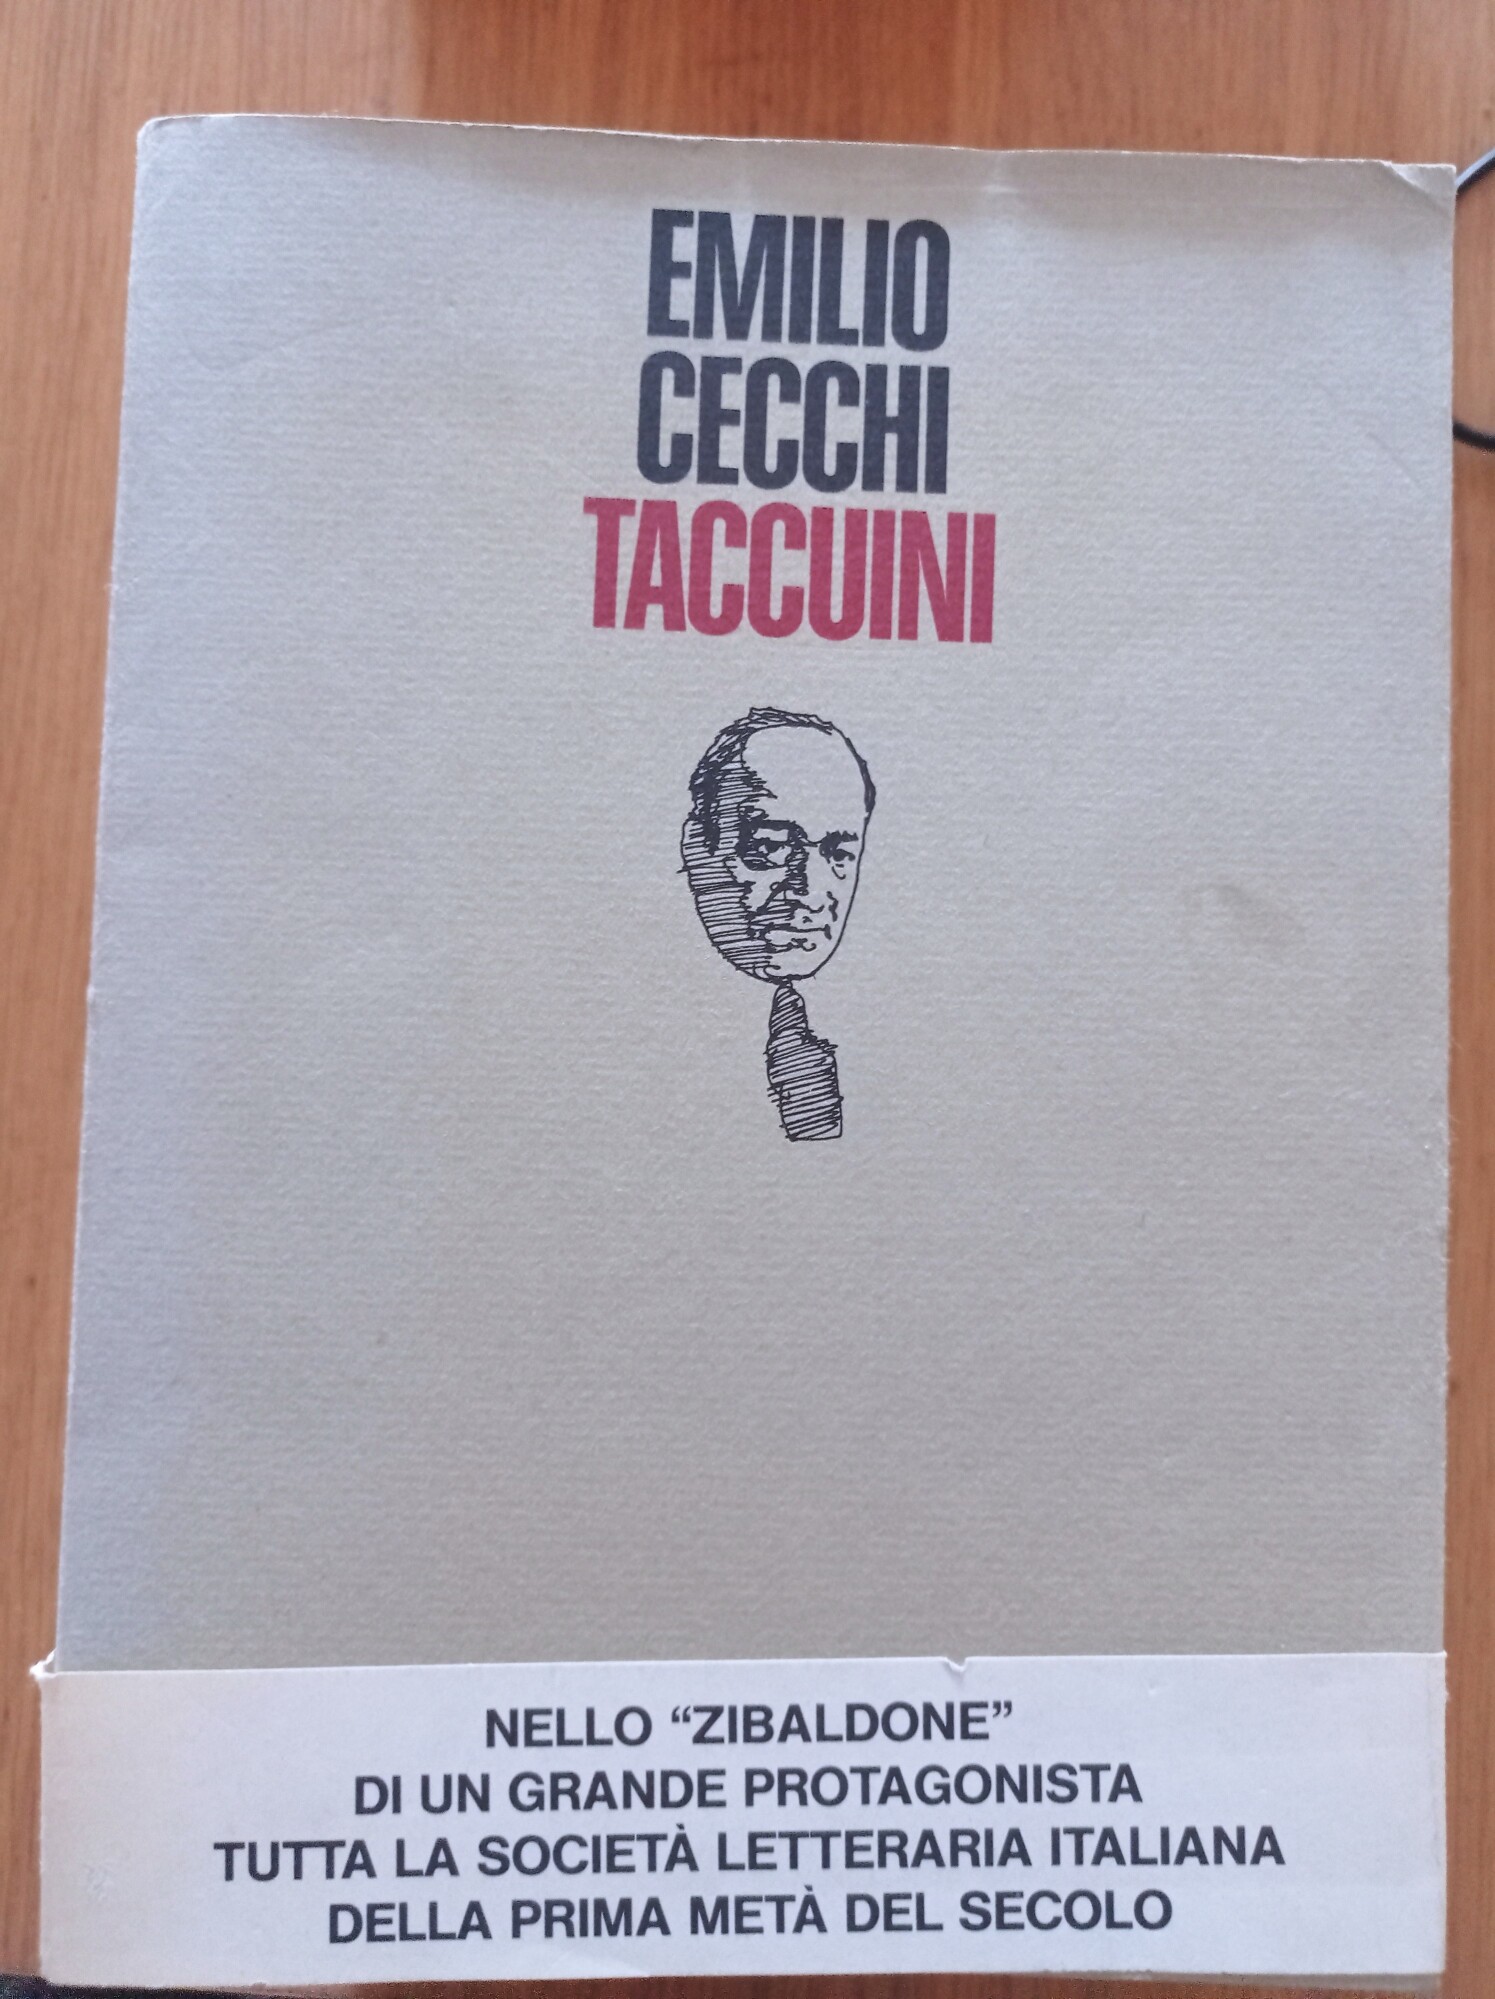 EMILIO
CECCHI
TACCUINI
NELLO “ZIBALDONE”
DI UN GRANDE PROTAGONISTA
TUTTA LA SOCIETÀ LETTERARIA ITALIANA
DELLA PRIMA METÀ DEL SECOLO